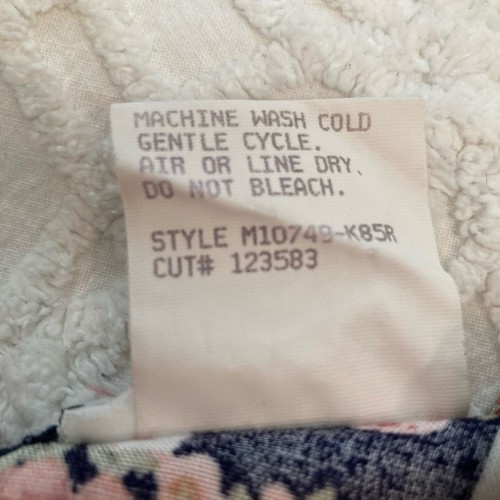 MACHINE WASH COLD
GENTLE CYCLE.
AIR OR LINE DRY.
DO NOT BLEACH.
STYLE M10749-K85R
CUT# 123583